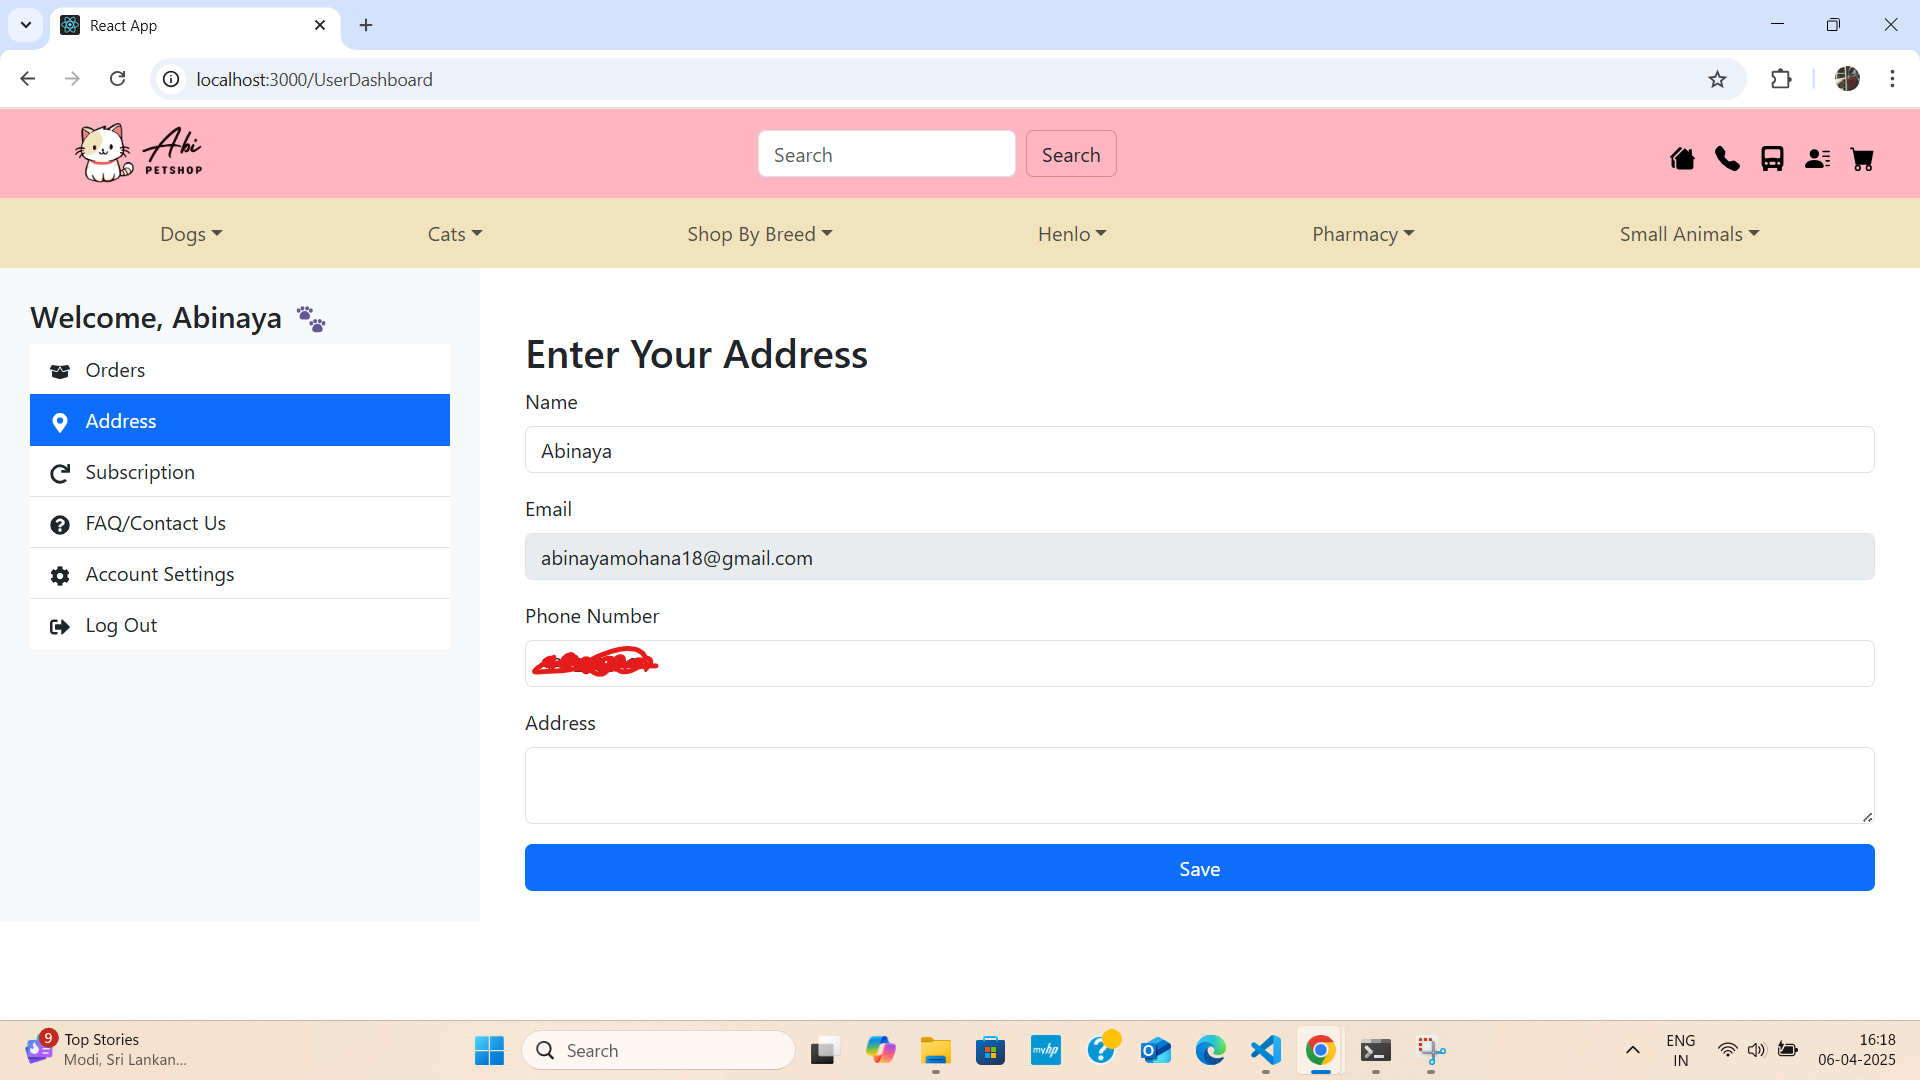 React App
localhost:3000/UserDashboard
Abi
PETSHOP
Search
Search
Dogs
Cats
Shop By Breed
Henlo
Pharmacy
Small Animals
Welcome, Abinaya
Orders
Address
Subscription
FAQ/Contact Us
Account Settings
Log Out
Enter Your Address
Name
Abinaya
Email
abinayamohana18@gmail.com
Phone Number
Address
Save
9
Top Stories
Modi, Sri Lankan...
Search
myhp
ENG
IN
16:18
06-04-2025